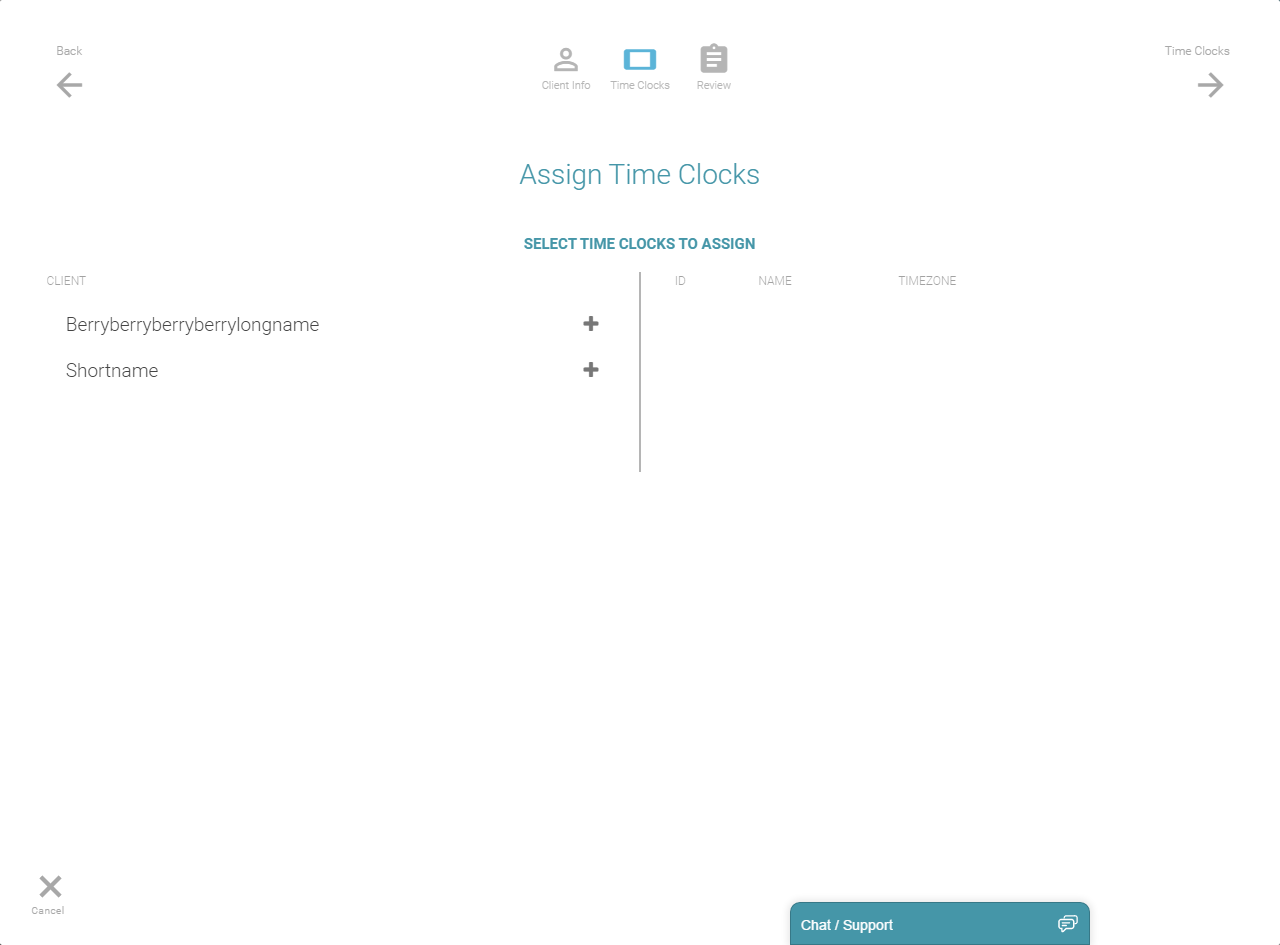 Back
Time Clocks
Client Info
Time Clocks
Review
Assign Time Clocks
SELECT TIME CLOCKS TO ASSIGN
CLIENT
ID
NAME
TIMEZONE
Berryberryberryberrylongname
Shortname
Cancel
Chat / Support